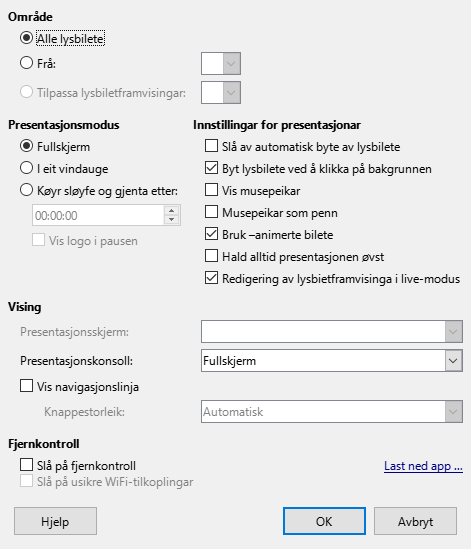 Område
Alle lysbilete
Frå:
Tilpassa lysbiletframvisingar:
Presentasjonsmodus
Fullskjerm
I eit vindauge
Køyr sløyfe og gjenta etter:
00:00:00
Vis logo i pausen
Innstillingar for presentasjonar
Slå av automatisk byte av lysbilete
Byt lysbilete ved å klikka på bakgrunnen
Vis musepeikar
Musepeikar som penn
Bruk –animerte bilete
Hald alltid presentasjonen øvst
Redigering av lysbietframvisinga i live-modus
Vising
Presentasjonsskjerm:
Presentasjonskonsoll: Fullskjerm
Vis navigasjonslinja
Knappestorleik: Automatisk
Fjernkontroll
Slå på fjernkontroll Last ned app ...
Slå på usikre WiFi-tilkoplingar
Hjelp OK Avbryt